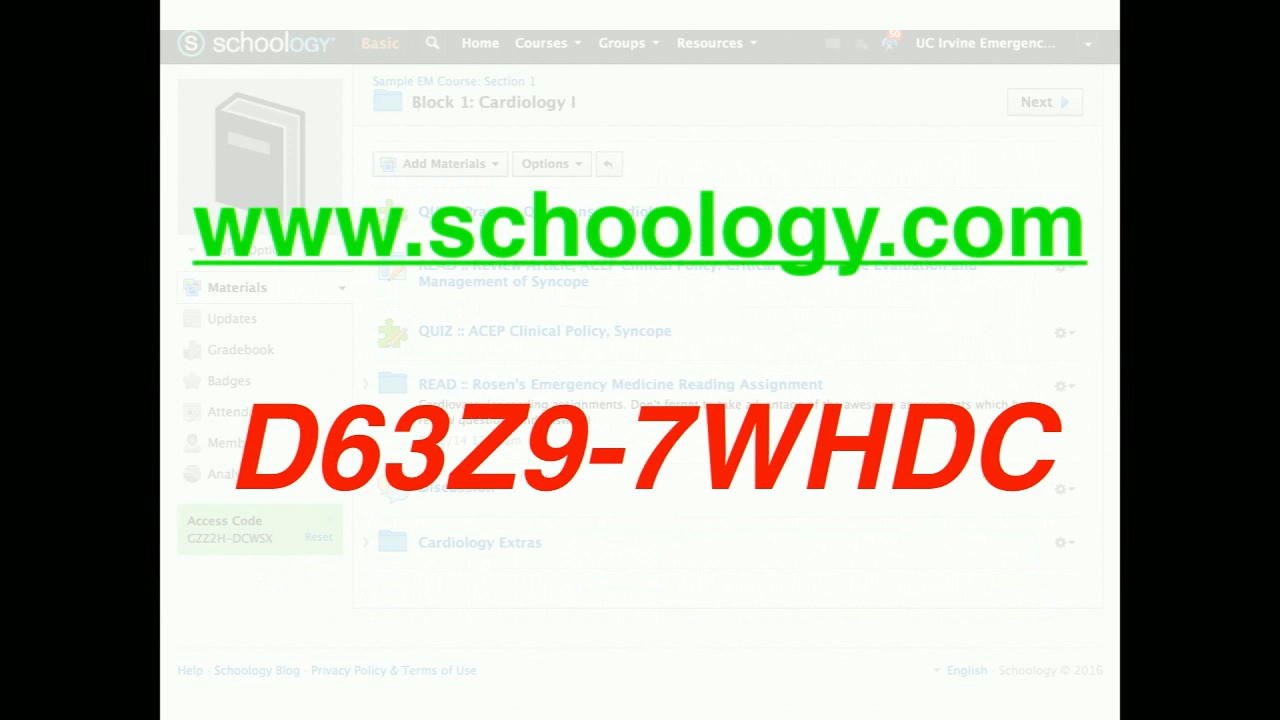 schoology Basic Home Courses Groups Resources 50 UC Irvine Emergenc...
Sample EM Course: Section 1
Block 1: Cardiology I
Next
Add Materials Options
www.schoology.com
Management of Syncope
Materials
Updates
QUIZ :: ACEP Clinical Policy, Syncope
Gradebook
Badges
READ :: Rosen's Emergency Medicine Reading Assignment
D63Z9-7WHDC
Access Code
GZZ2H-DCWSX Reset
Cardiology Extras
Help · Schoology Blog · Privacy Policy & Terms of Use
English · Schoology © 2016